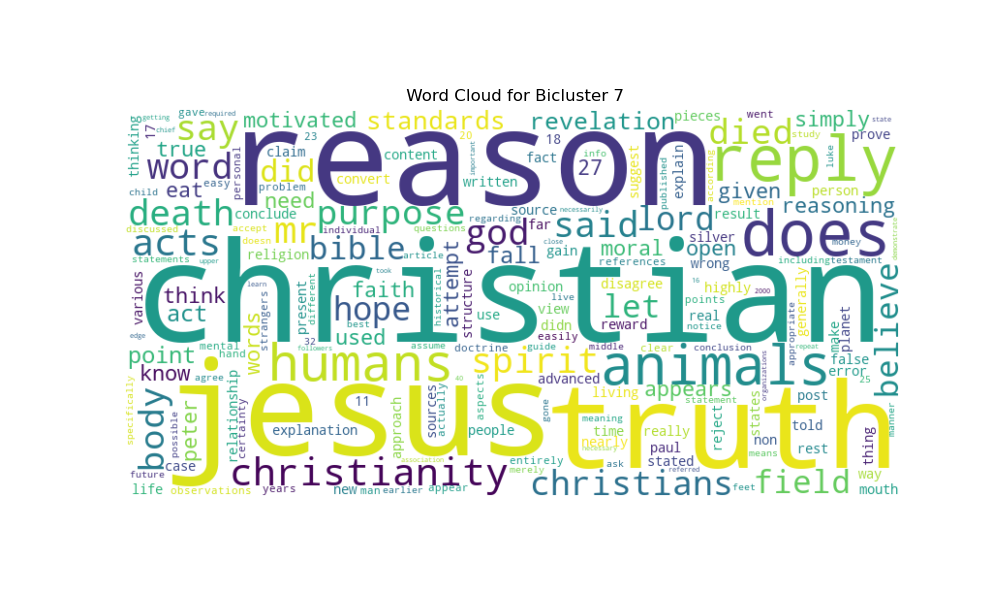 Word Cloud for Bicluster 7
getting gave required thinking 17 chief say motivated standards revelation pieces went simply state
true reason 23 20 18 27 died study prove luke
word did claim content fact suggest published explain according reply
eat easy personal problem convert important written info given mention person reasoning
child need accept individual regarding source necessarily far result
death conclude purpose questions said lord demonstrate
discussed mr god silver money
acts doesn religion bible article attempt fall gain close moral open including testament
statements upper christian took structure references wrong
various think learn strangers present different faith historical opinion disagree 16 highly 2000 generally believe
act hope used best use view live let points real appropriate make planet
edge 32 didn reward easily notice
point mental words followers assume doctrine guide middle clear conclusion repeat false
know hand humans spirit animals organizations error
agree relationship jesus 40 aspects advanced living appears 25
specifically body possible peter certainty 11 approach sources actually gone truth statement states post manner
explanation people meaning time really reject non told
case association entirely nearly necessary paul means rest thing
future christianity merely ask stated referred way
life observations years new man earlier appear christians feet field mouth